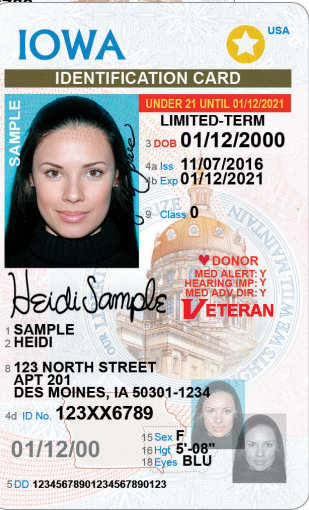 IOWA
USA
IDENTIFICATION CARD
SAMPLE
UNDER 21 UNTIL 01/12/2021
LIMITED-TERM
3 DOB 01/12/2000
4a Iss 11/07/2016
4b Exp 01/12/2021
9 Class 0
DONOR
MED ALERT: Y
HEARING IMP: Y
MED ADV. DIR: Y
VETERAN
Heidi Sample
1 SAMPLE
2 HEIDI
8 123 NORTH STREET
APT 201
DES MOINES, IA 50301-1234
4d ID No. 123XX6789
01/12/00
15 Sex F
16 Hgt 5'-08"
18 Eyes BLU
5 DD 12345678901234567890123